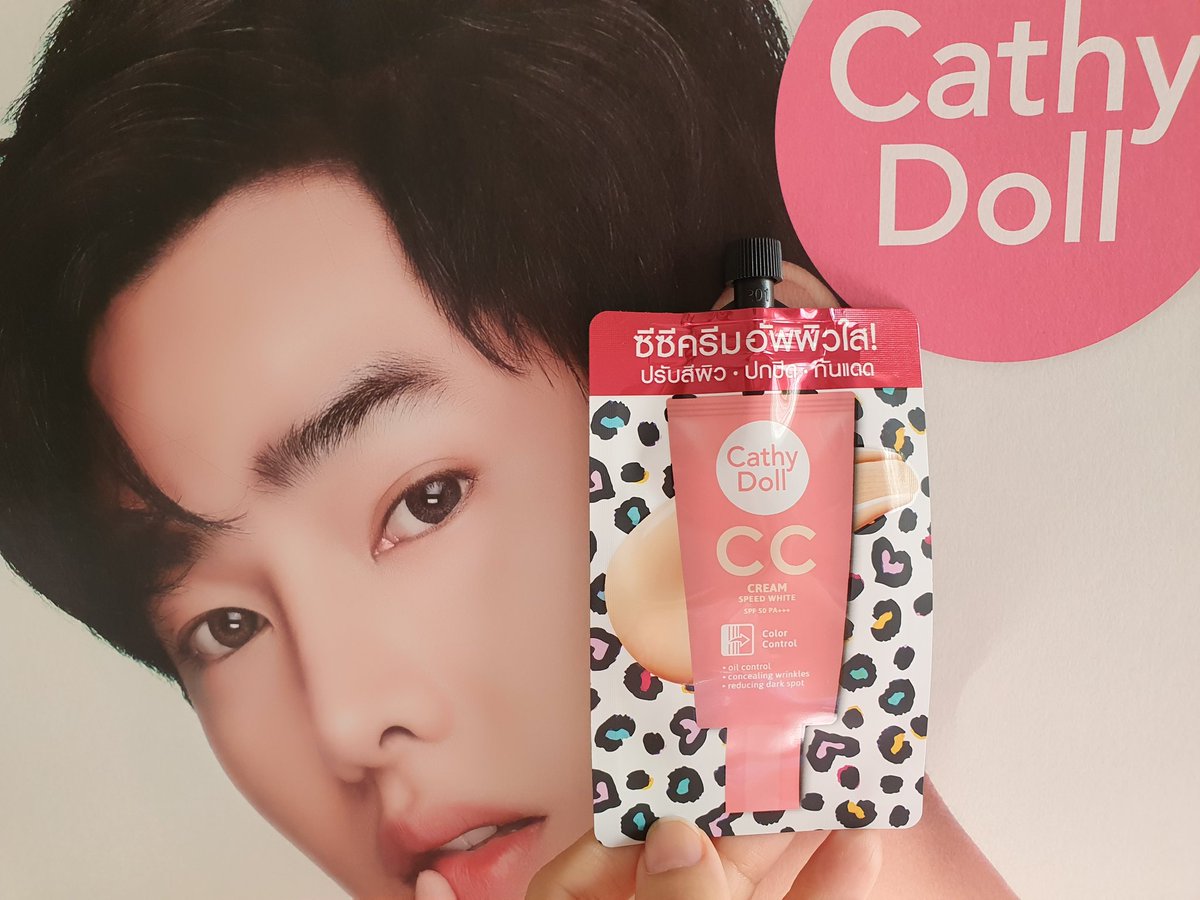 Cathy
Doll
ซีซีครีมอัพผิวใส!
ปรับสีผิว • ปกปิด • กันแดด
Cathy
Doll
CC
CREAM
SPEED WHITE
SPF 50 PA+++
Color
Control
• oil control
• concealing wrinkles
• reducing dark spot